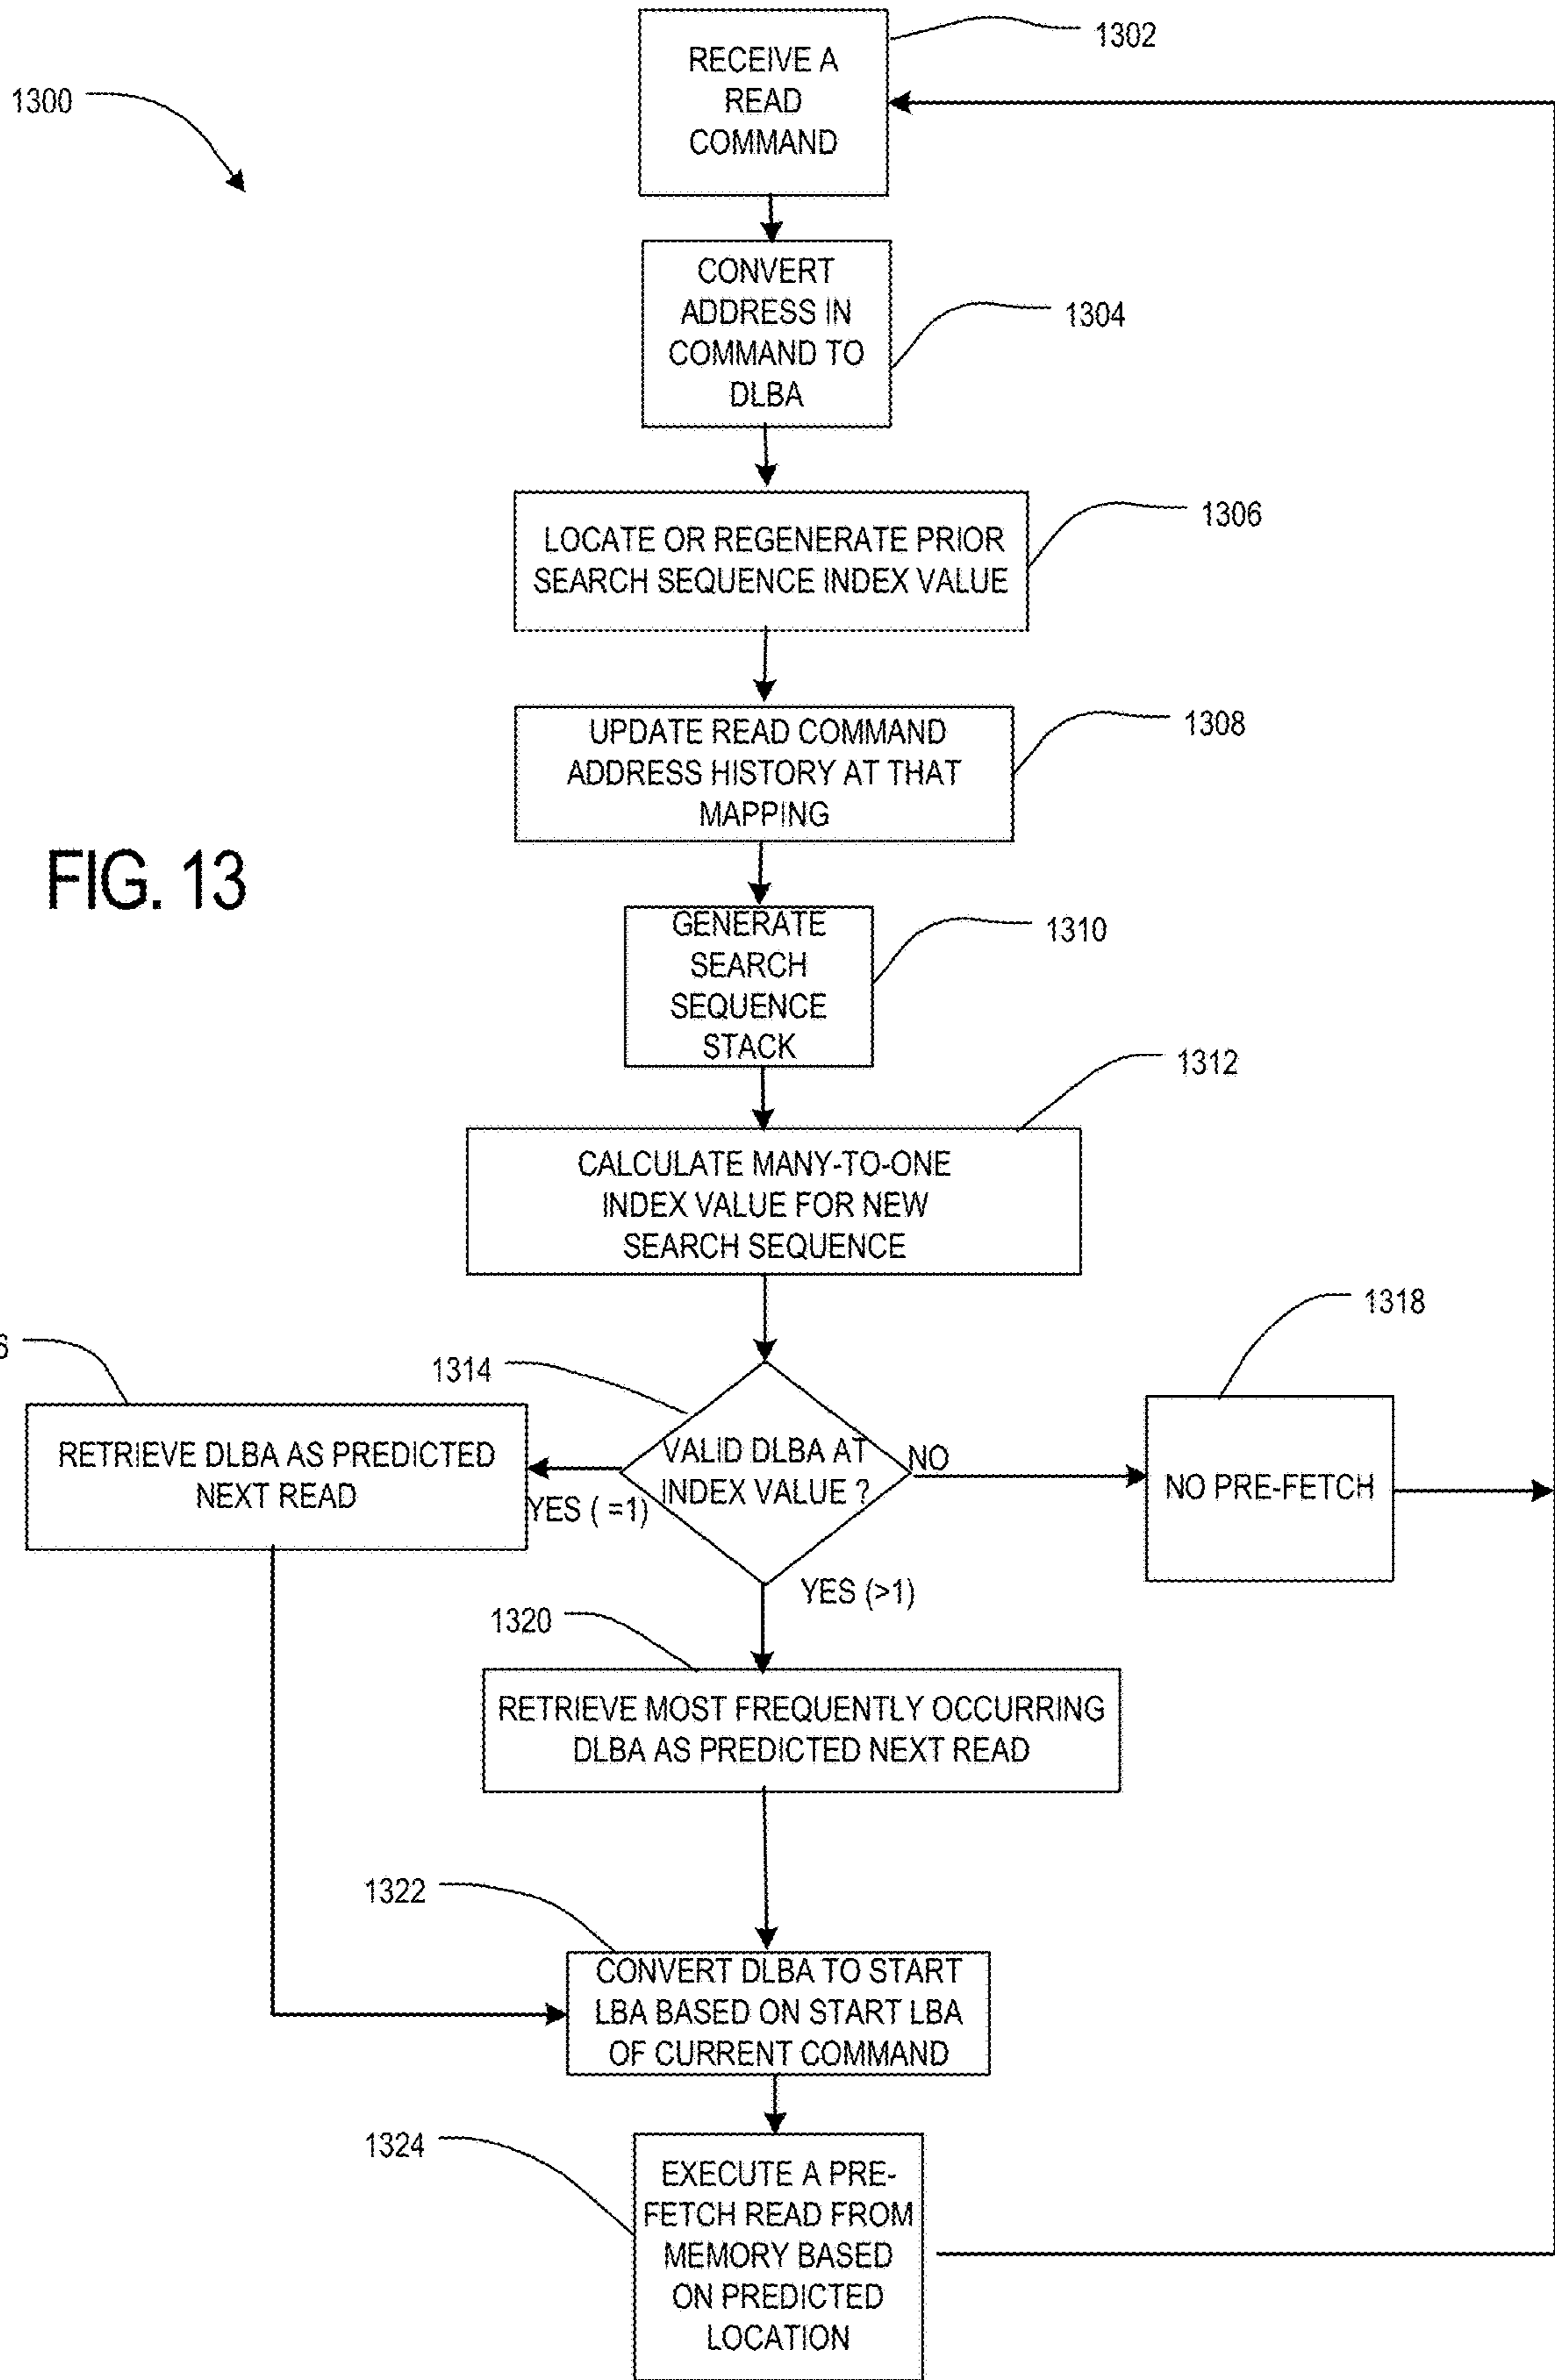 1302
RECEIVE A
READ
COMMAND
1300
CONVERT
ADDRESS IN
COMMAND TO
DLBA
1304
LOCATE OR REGENERATE PRIOR
SEARCH SEQUENCE INDEX VALUE
1306
UPDATE READ COMMAND
ADDRESS HISTORY AT THAT
MAPPING
1308
FIG. 13
GENERATE
SEARCH
SEQUENCE
STACK
1310
1312
CALCULATE MANY-TO-ONE
INDEX VALUE FOR NEW
SEARCH SEQUENCE
1318
6
1314
RETRIEVE DLBA AS PREDICTED
NEXT READ
VALID DLBA AT
INDEX VALUE ?
NO
NO PRE-FETCH
YES ( =1)
YES (>1)
1320
RETRIEVE MOST FREQUENTLY OCCURRING
DLBA AS PREDICTED NEXT READ
1322
CONVERT DLBA TO START
LBA BASED ON START LBA
OF CURRENT COMMAND
1324
EXECUTE A PRE-
FETCH READ FROM
MEMORY BASED
ON PREDICTED
LOCATION